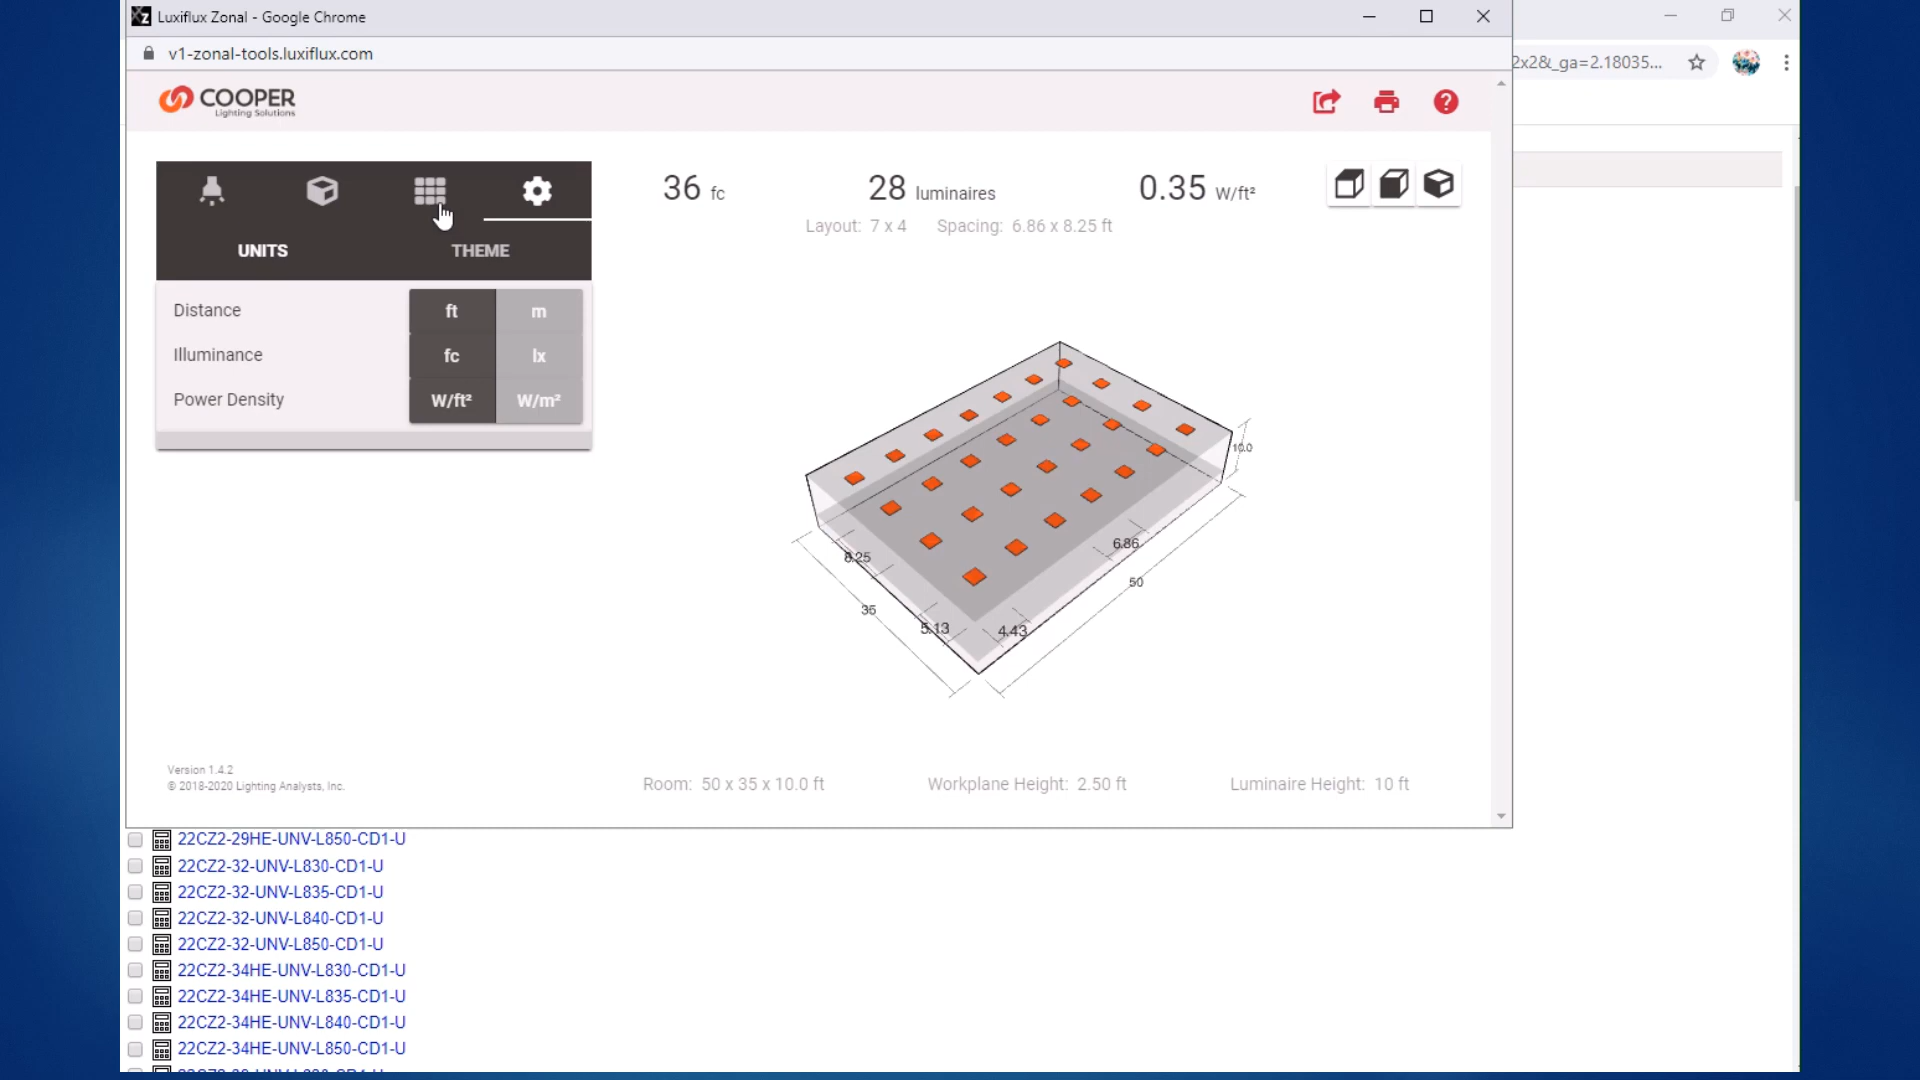 Luxiflux Zonal - Google Chrome
v1-zonal-tools.luxiflux.com
2x2&_ga=2.18035...
COOPER
Lighting Solutions
36 fc
28 luminaires
0.35 W/ft²
Layout: 7 x 4 Spacing: 6.86 x 8.25 ft
UNITS THEME
Distance ft m
Illuminance fc lx
Power Density W/ft² W/m²
10.0
6.86
8.25
50
35
5.13
4.43
Version 1.4.2
© 2018-2020 Lighting Analysts, Inc.
Room: 50 x 35 x 10.0 ft
Workplane Height: 2.50 ft
Luminaire Height: 10 ft
22CZ2-29HE-UNV-L850-CD1-U
22CZ2-32-UNV-L830-CD1-U
22CZ2-32-UNV-L835-CD1-U
22CZ2-32-UNV-L840-CD1-U
22CZ2-32-UNV-L850-CD1-U
22CZ2-34HE-UNV-L830-CD1-U
22CZ2-34HE-UNV-L835-CD1-U
22CZ2-34HE-UNV-L840-CD1-U
22CZ2-34HE-UNV-L850-CD1-U